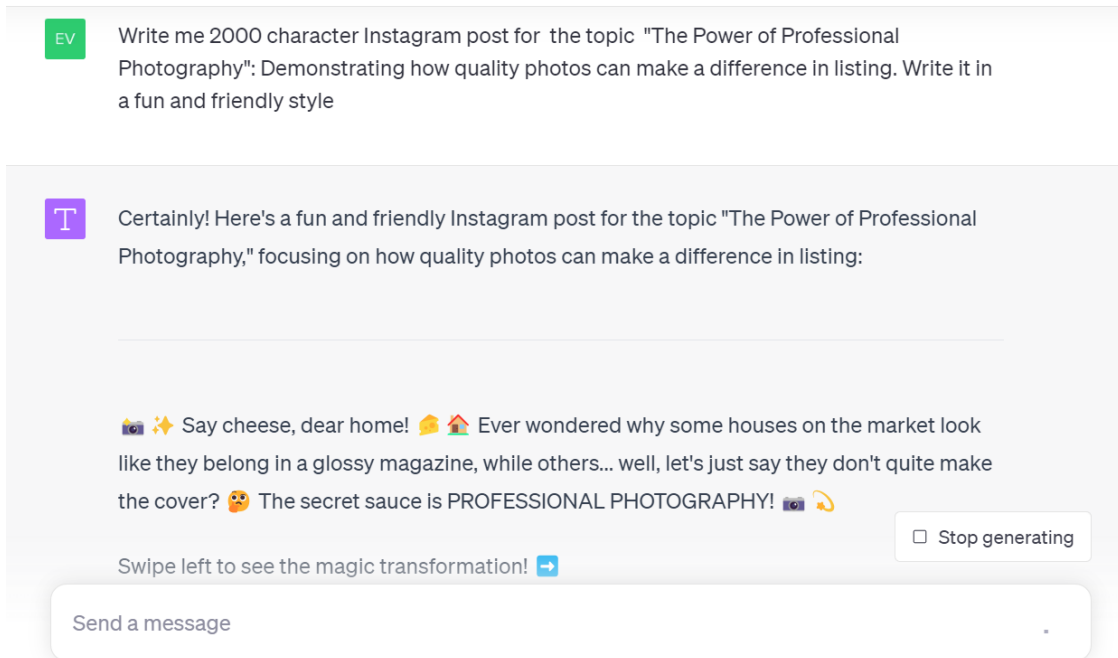 EV
Write me 2000 character Instagram post for the topic "The Power of Professional
Photography": Demonstrating how quality photos can make a difference in listing. Write it in
a fun and friendly style
T
Certainly! Here's a fun and friendly Instagram post for the topic "The Power of Professional
Photography," focusing on how quality photos can make a difference in listing:
📸 ✨ Say cheese, dear home! 🧀 🏠 Ever wondered why some houses on the market look
like they belong in a glossy magazine, while others... well, let's just say they don't quite make
the cover? 🤔 The secret sauce is PROFESSIONAL PHOTOGRAPHY! 📸 💫
Stop generating
Swipe left to see the magic transformation! ➡️
Send a message